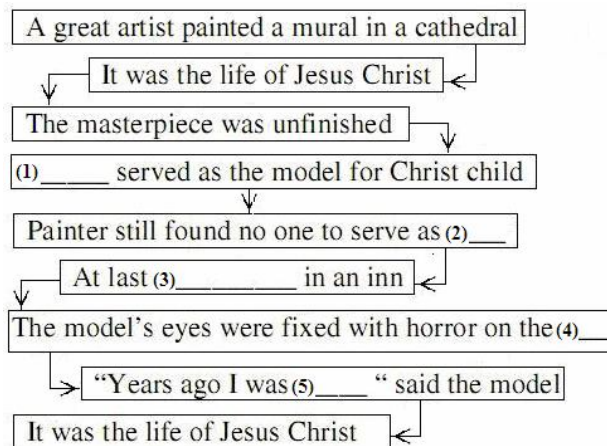 A great artist painted a mural in a cathedral
It was the life of Jesus Christ
The masterpiece was unfinished
(1)_____ served as the model for Christ child
Painter still found no one to serve as (2)___
At last (3)_________ in an inn
The model's eyes were fixed with horror on the (4)__
“Years ago I was (5)____ “ said the model
It was the life of Jesus Christ